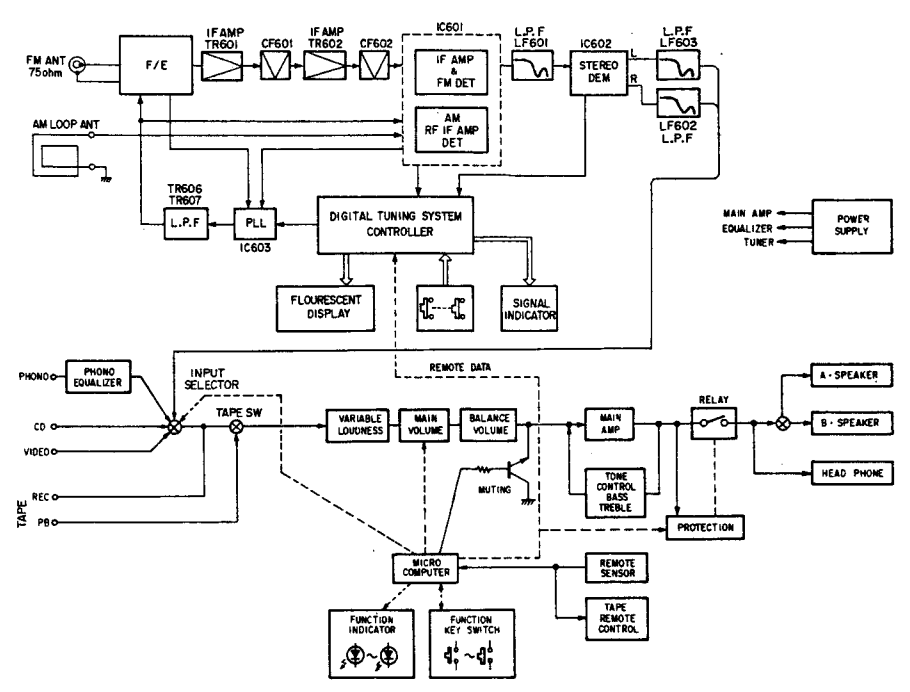 IF AMP
TR601
CF601
IF AMP
TR602
CF602
IC601
L.P.F
LF601
IC602
L.P.F
LF603
FM ANT
75ohm
F/E
IF AMP
&
FM DET
STEREO
DEM
L
R
AM LOOP ANT
AM
RF IF AMP
DET
LF602
L.P.F
TR606
TR607
L.P.F
PLL
IC603
DIGITAL TUNING SYSTEM
CONTROLLER
MAIN AMP
EQUALIZER
TUNER
POWER
SUPPLY
FLOURESCENT
DISPLAY
SIGNAL
INDICATOR
REMOTE DATA
PHONO
PHONO
EQUALIZER
INPUT
SELECTOR
TAPE SW
CD
VIDEO
VARIABLE
LOUDNESS
MAIN
VOLUME
BALANCE
VOLUME
MAIN
AMP
RELAY
A - SPEAKER
B - SPEAKER
HEAD PHONE
MUTING
TONE
CONTROL
BASS
TREBLE
PROTECTION
TAPE
REC
PB
MICRO
COMPUTER
REMOTE
SENSOR
TAPE
REMOTE
CONTROL
FUNCTION
INDICATOR
FUNCTION
KEY SWITCH